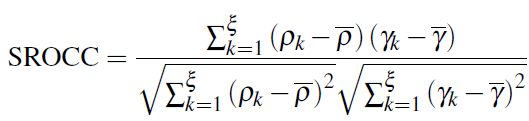 SROCC = \frac{\sum_{k=1}^{\xi} (\rho_k - \overline{\rho}) (\gamma_k - \overline{\gamma})}{\sqrt{\sum_{k=1}^{\xi} (\rho_k - \overline{\rho})^2} \sqrt{\sum_{k=1}^{\xi} (\gamma_k - \overline{\gamma})^2}}